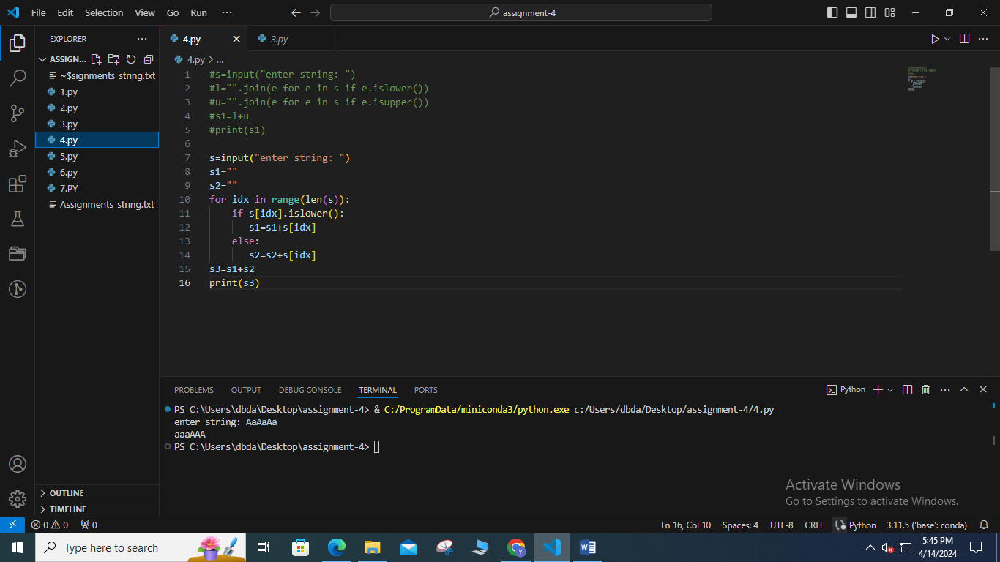 File Edit Selection View Go Run ··· assignment-4
EXPLORER ···
ASSIGN...
~$signments_string.txt
1.py
2.py
3.PY
4.py
5.py
6.py
7.PY
Assignments_string.txt
OUTLINE
TIMELINE
4.py 3.py
4.py > ...
1 #s=input("enter string: ")
2 #l="".join(e for e in s if e.islower())
3 #u="".join(e for e in s if e.isupper())
4 #s1=l+u
5 #print(s1)
6
7 s=input("enter string: ")
8 s1=""
9 s2=""
10 for idx in range(len(s)):
11 if s[idx].islower():
12 s1=s1+s[idx]
13 else:
14 s2=s2+s[idx]
15 s3=s1+s2
16 print(s3)
PROBLEMS OUTPUT DEBUG CONSOLE TERMINAL PORTS Python
PS C:\Users\dbda\Desktop\assignment-4> & C:/ProgramData/miniconda3/python.exe c:/Users/dbda/Desktop/assignment-4/4.py
enter string: AaAaAa
aaaAAA
PS C:\Users\dbda\Desktop\assignment-4>
Activate Windows
Go to Settings to activate Windows.
0 0 0 Ln 16, Col 10 Spaces: 4 UTF-8 CRLF Python 3.11.5 ('base': conda)
Type here to search
5:45 PM
4/14/2024